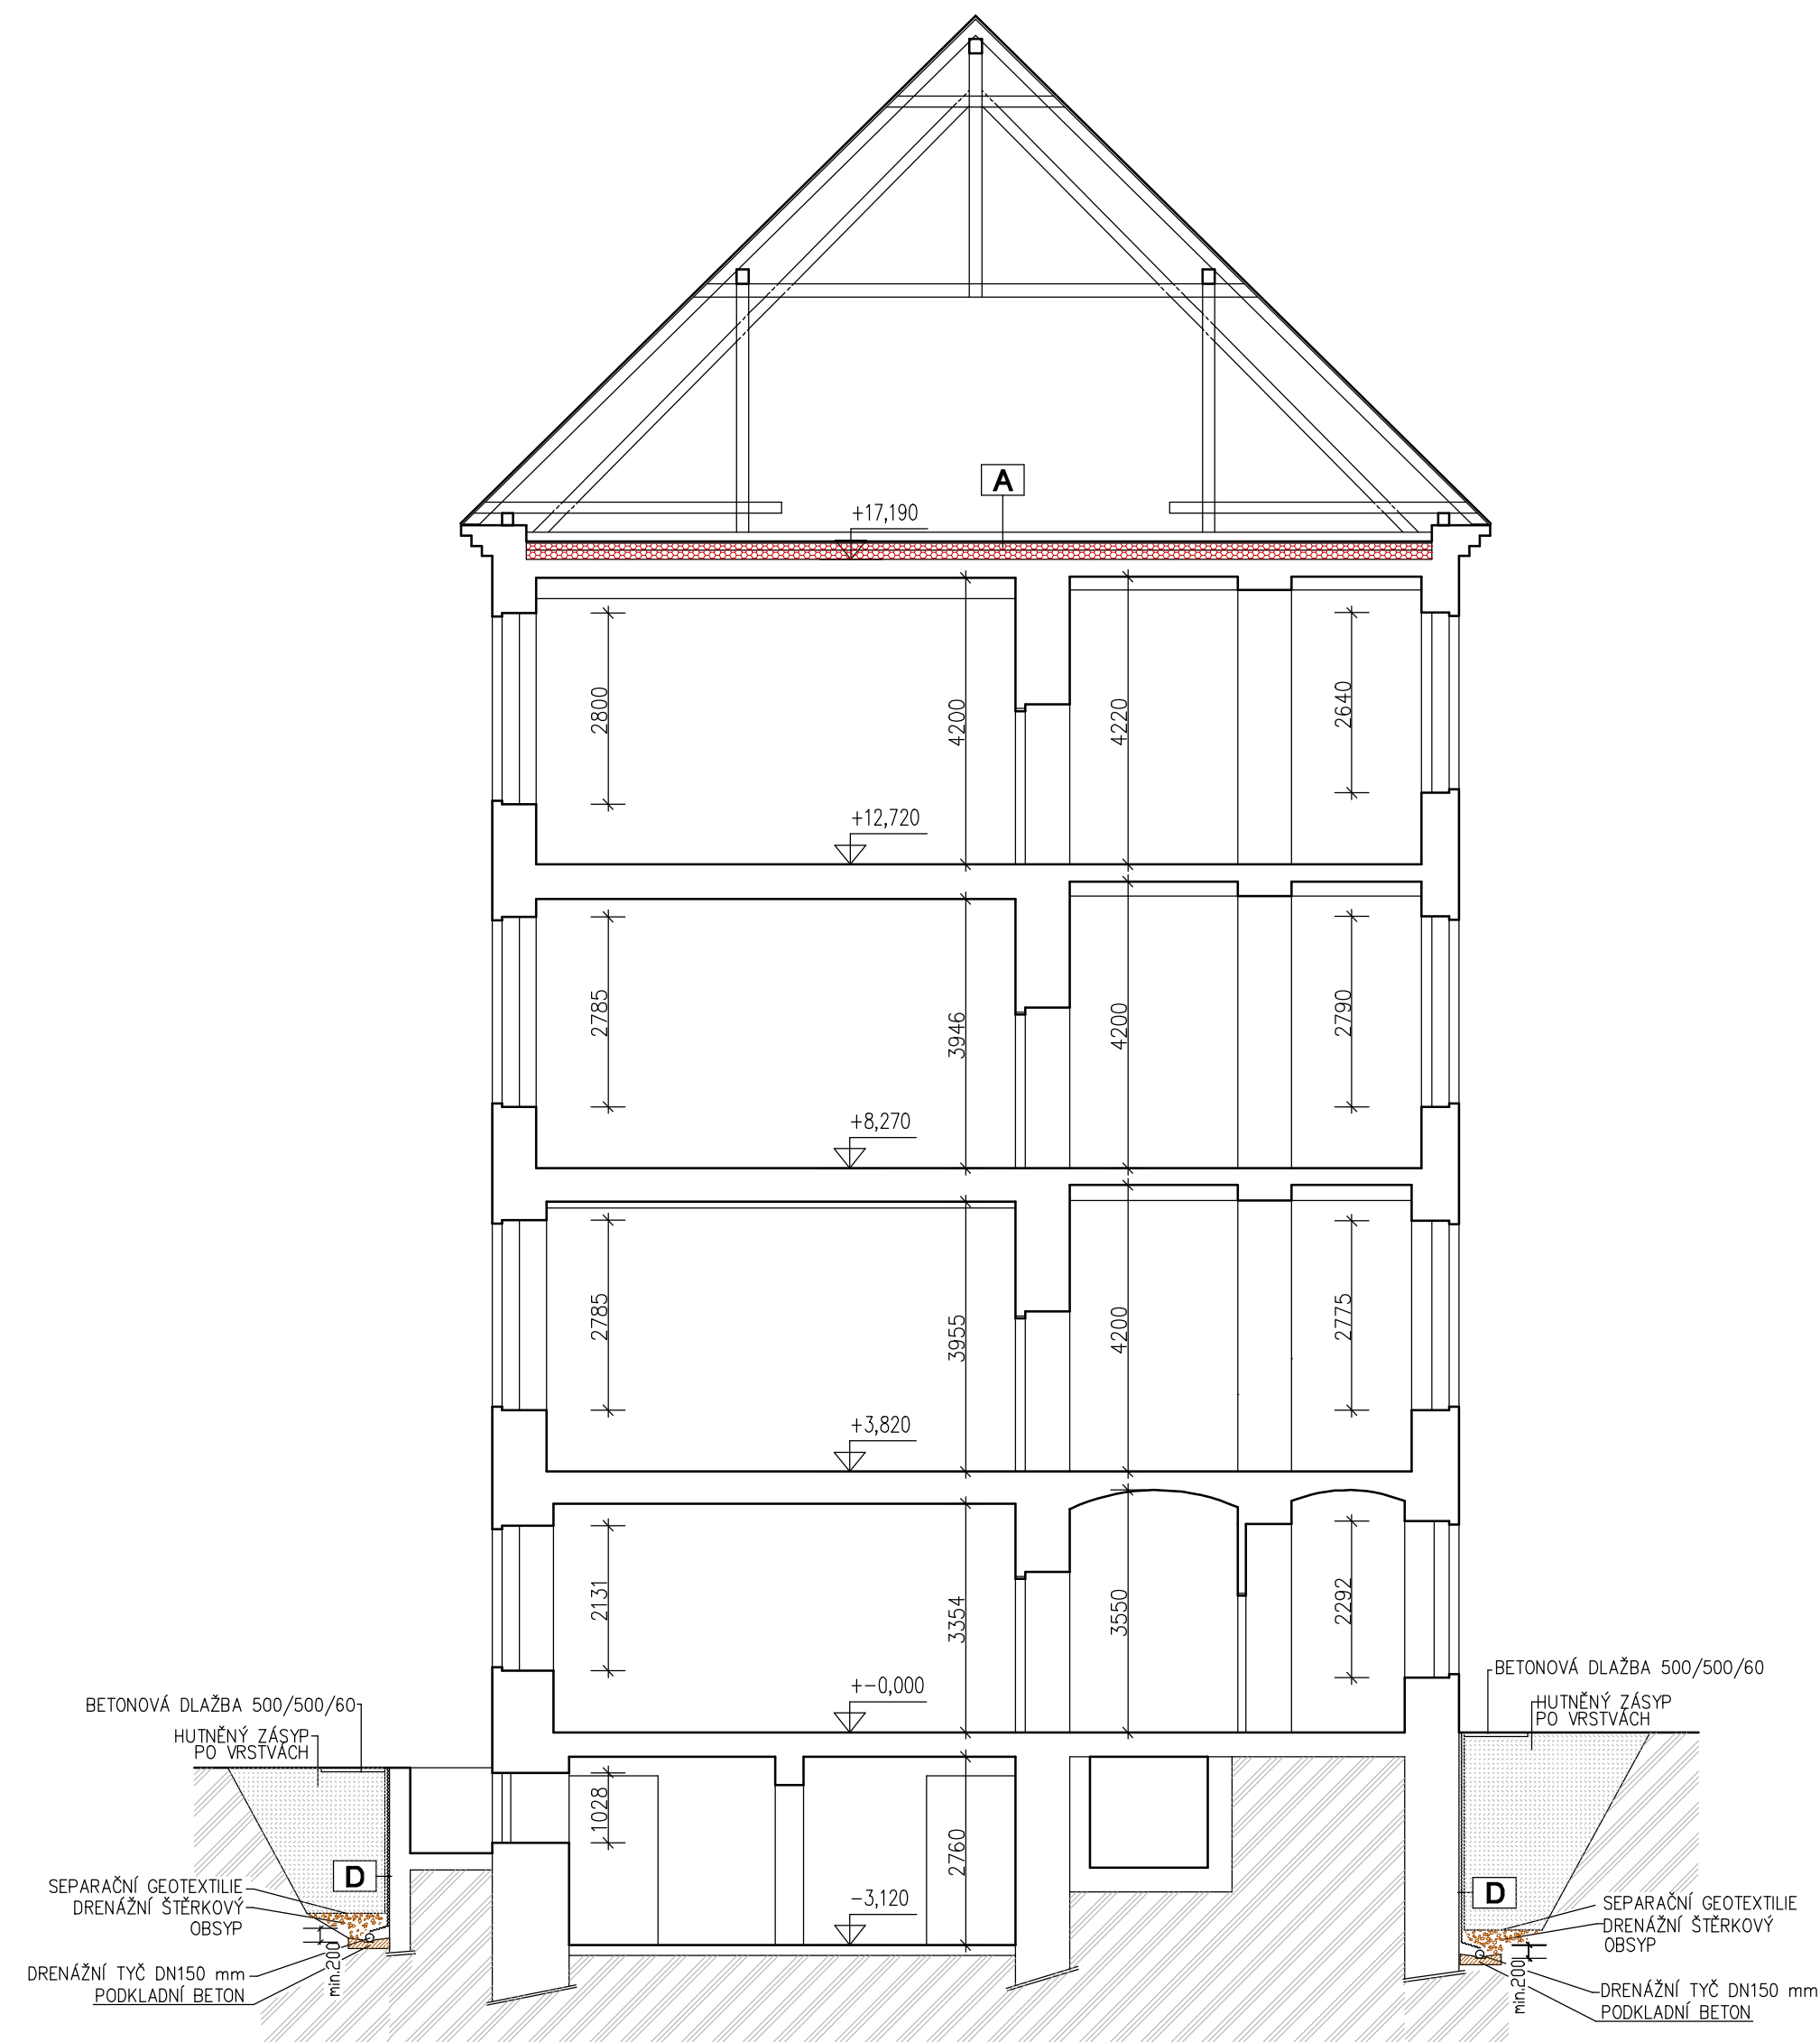 A
+17,190
2800
4200
4220
2640
+12,720
2785
3946
4200
2790
+8,270
2785
3955
4200
2775
+3,820
2131
3354
3550
2292
+-0,000
BETONOVÁ DLAŽBA 500/500/60
HUTNĚNÝ ZÁSYP
PO VRSTVÁCH
BETONOVÁ DLAŽBA 500/500/60
HUTNĚNÝ ZÁSYP
PO VRSTVÁCH
1028
2760
-3,120
D
SEPARAČNÍ GEOTEXTILIE
DRENÁŽNÍ ŠTĚRKOVÝ
OBSYP
DRENÁŽNÍ TYČ DN150 mm
PODKLADNÍ BETON
min.200
D
SEPARAČNÍ GEOTEXTILIE
DRENÁŽNÍ ŠTĚRKOVÝ
OBSYP
DRENÁŽNÍ TYČ DN150 mm
PODKLADNÍ BETON
min.200